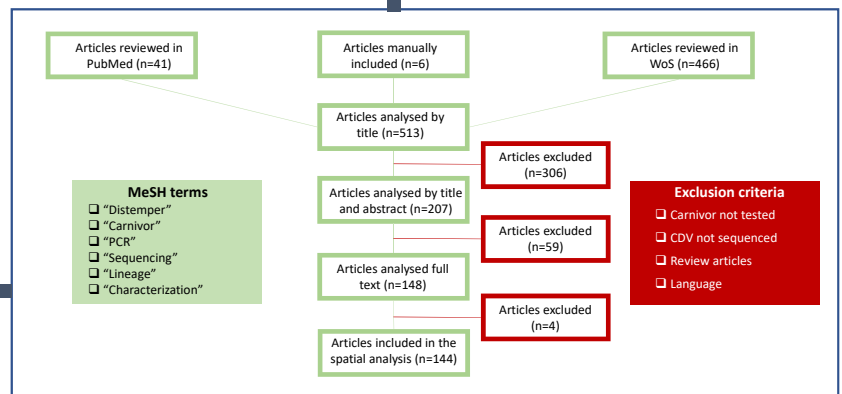 Articles reviewed in
PubMed (n=41)
Articles manually
included (n=6)
Articles reviewed in
WoS (n=466)
Articles analysed by
title (n=513)
Articles excluded
(n=306)
MeSH terms
"Distemper"
"Carnivor"
"PCR"
"Sequencing"
"Lineage"
"Characterization"
Articles analysed by title
and abstract (n=207)
Exclusion criteria
Carnivor not tested
CDV not sequenced
Review articles
Language
Articles excluded
(n=59)
Articles analysed full
text (n=148)
Articles excluded
(n=4)
Articles included in the
spatial analysis (n=144)